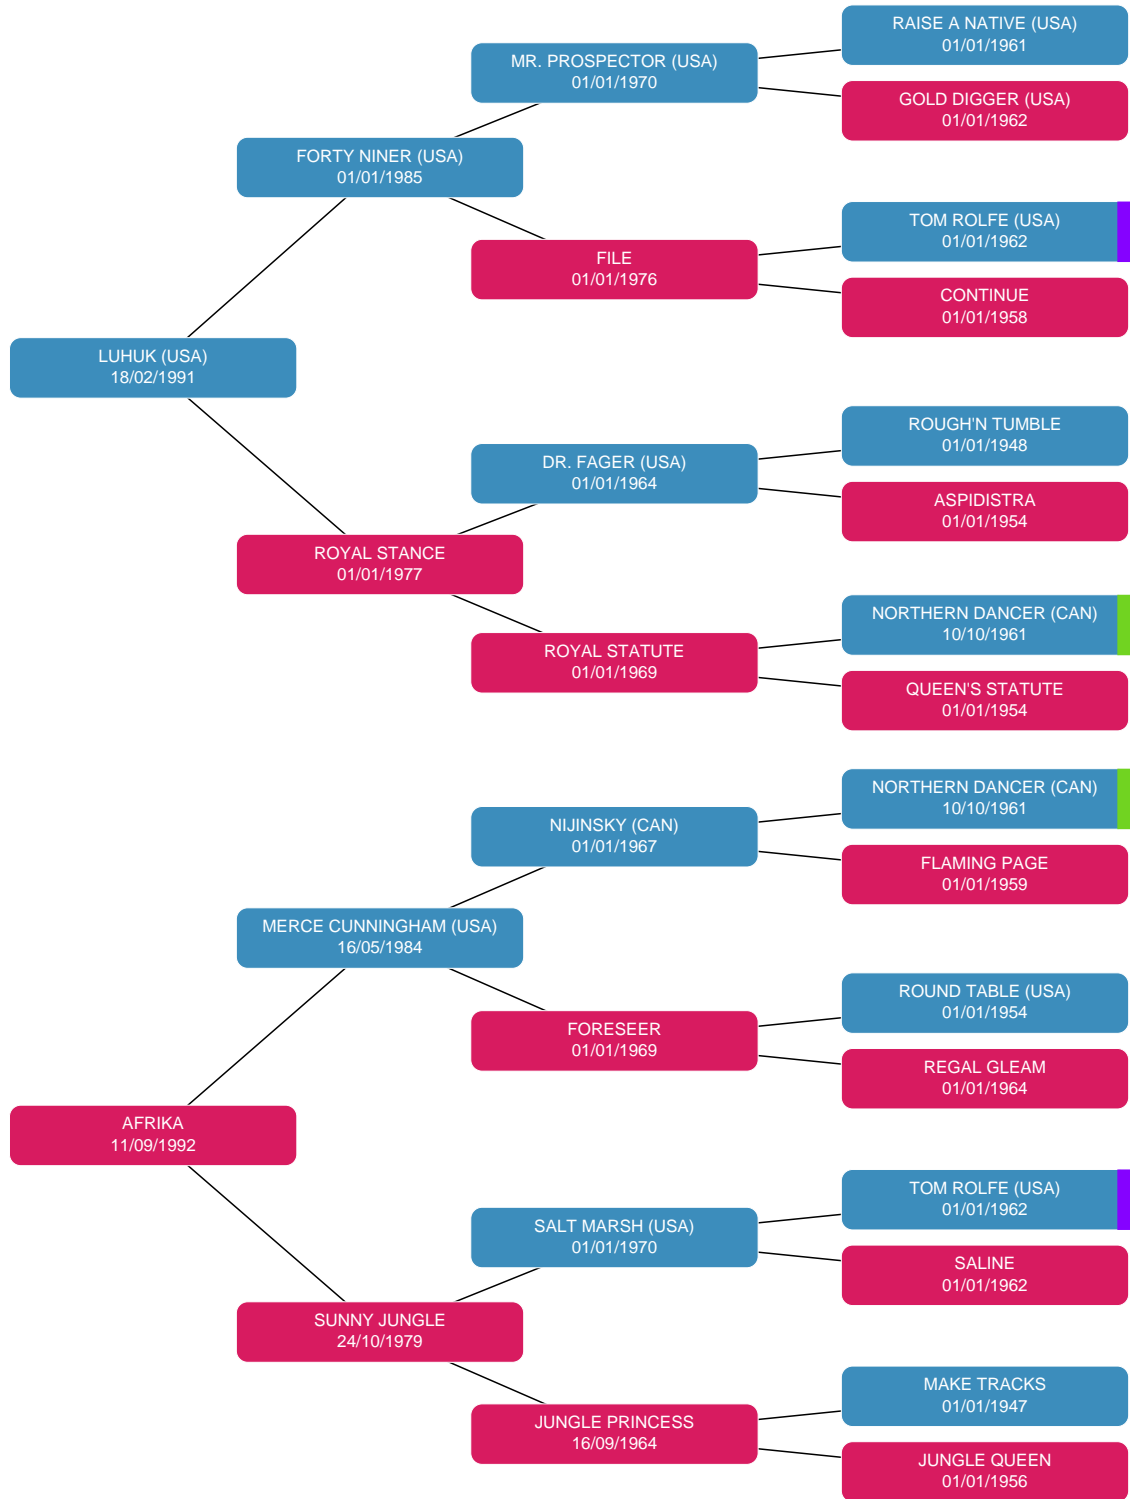 RAISE A NATIVE (USA)
01/01/1961
MR. PROSPECTOR (USA)
01/01/1970
GOLD DIGGER (USA)
01/01/1962
FORTY NINER (USA)
01/01/1985
TOM ROLFE (USA)
01/01/1962
FILE
01/01/1976
CONTINUE
01/01/1958
LUHUK (USA)
18/02/1991
ROUGH'N TUMBLE
01/01/1948
DR. FAGER (USA)
01/01/1964
ASPIDISTRA
01/01/1954
ROYAL STANCE
01/01/1977
NORTHERN DANCER (CAN)
10/10/1961
ROYAL STATUTE
01/01/1969
QUEEN'S STATUTE
01/01/1954
NORTHERN DANCER (CAN)
10/10/1961
NIJINSKY (CAN)
01/01/1967
FLAMING PAGE
01/01/1959
MERCE CUNNINGHAM (USA)
16/05/1984
ROUND TABLE (USA)
01/01/1954
FORESEER
01/01/1969
REGAL GLEAM
01/01/1964
AFRIKA
11/09/1992
TOM ROLFE (USA)
01/01/1962
SALT MARSH (USA)
01/01/1970
SALINE
01/01/1962
SUNNY JUNGLE
24/10/1979
MAKE TRACKS
01/01/1947
JUNGLE PRINCESS
16/09/1964
JUNGLE QUEEN
01/01/1956